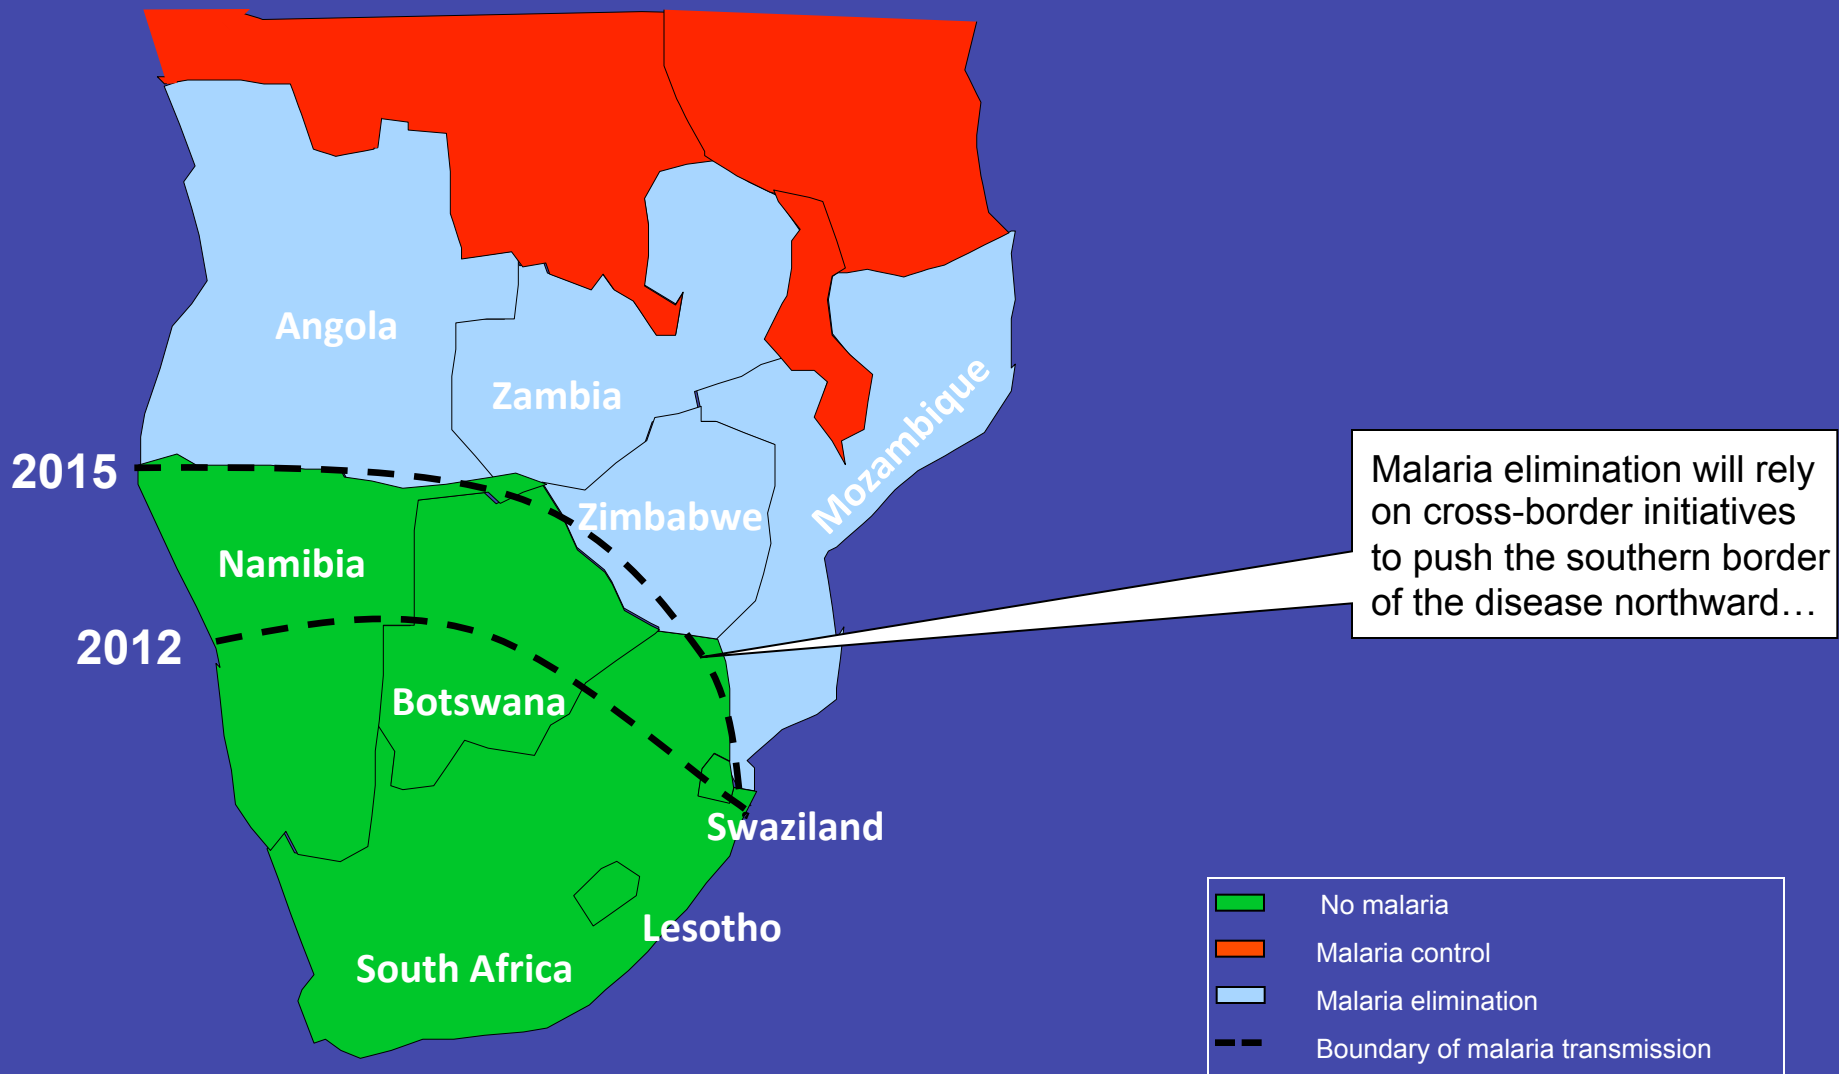 Angola
Zambia
Mozambique
2015
Malaria elimination will rely
on cross-border initiatives
to push the southern border
of the disease northward…
Zimbabwe
Namibia
2012
Botswana
Swaziland
Lesotho
South Africa
No malaria
Malaria control
Malaria elimination
Boundary of malaria transmission